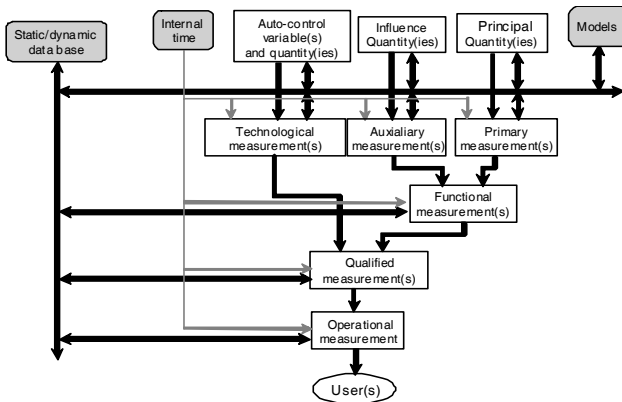 Static/dynamic
data base
Internal
time
Auto-control
variable(s)
and quantity(ies)
Influence
Quantity(ies)
Principal
Quantity(ies)
Models
Technological
measurement(s)
Auxialiary
measurement(s)
Primary
measurement(s)
Functional
measurement(s)
Qualified
measurement(s)
Operational
measurement
User(s)